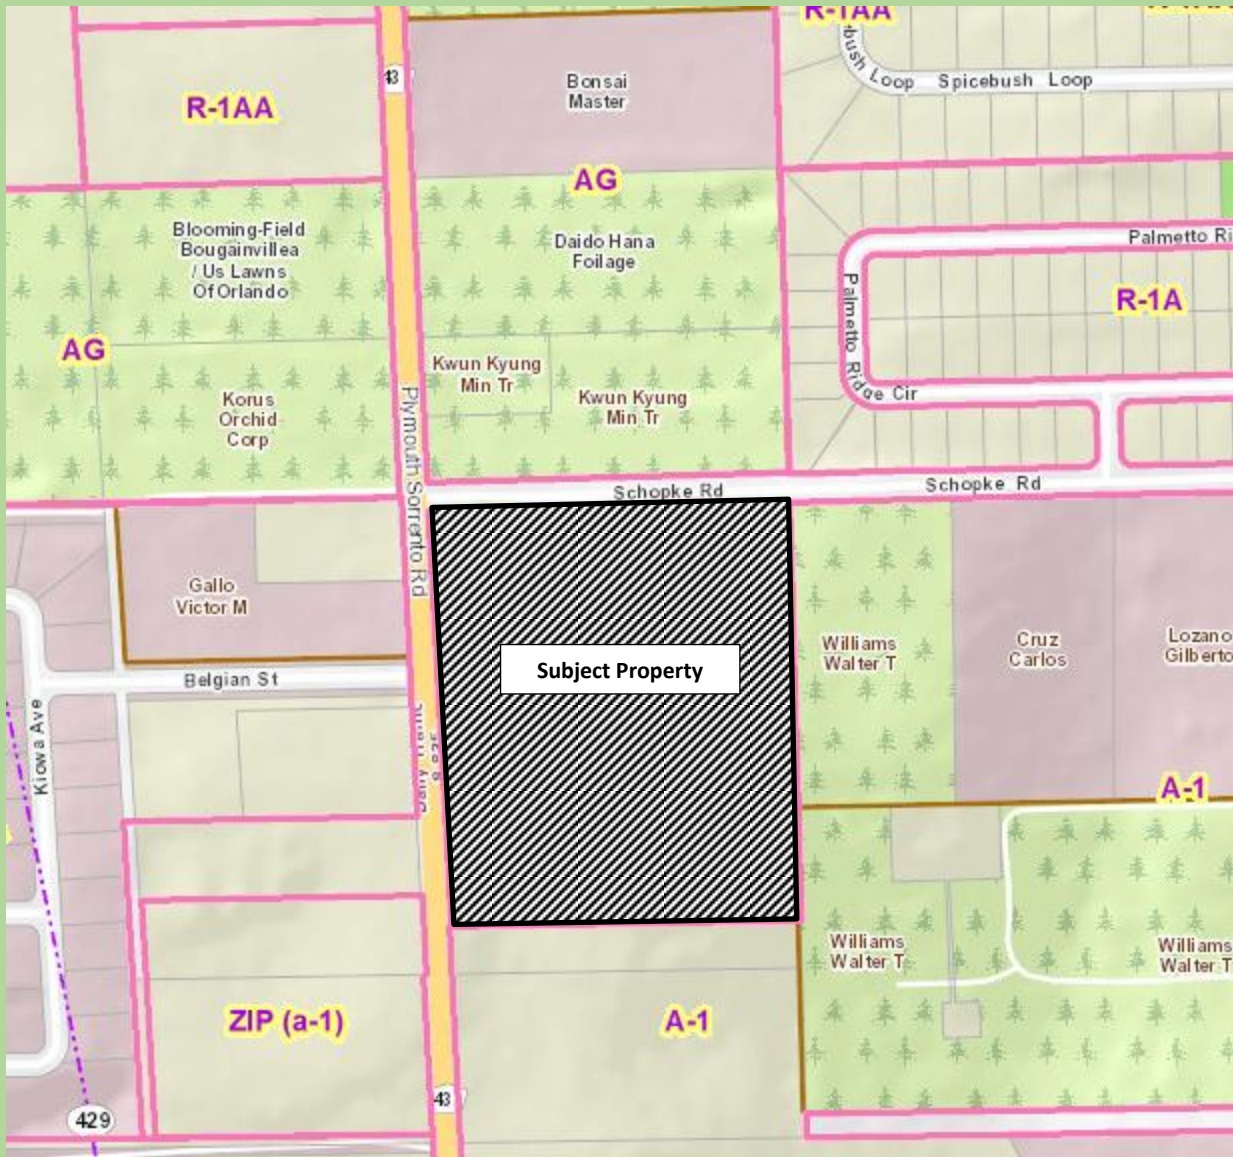 R-1AA
bush Loop
Spicebush Loop
43
R-1AA
Bonsai
Master
AG
Blooming-Field
Bougainvillea
/ Us Lawns
Of Orlando
Daido Hana
Foilage
Palmetto Ri
Palmetto Ridge Cir
R-1A
AG
Kwun Kyung
Min Tr
Kwun Kyung
Min Tr
Korus
Orchid
Corp
Plymouth Sorrento Rd
Schopke Rd
Schopke Rd
Gallo
Victor M
Subject Property
Williams
Walter T
Cruz
Carlos
Lozano
Gilberto
Belgian St
Kiowa Ave
A-1
Williams
Walter T
Williams
Walter T
ZIP (a-1)
A-1
43
429